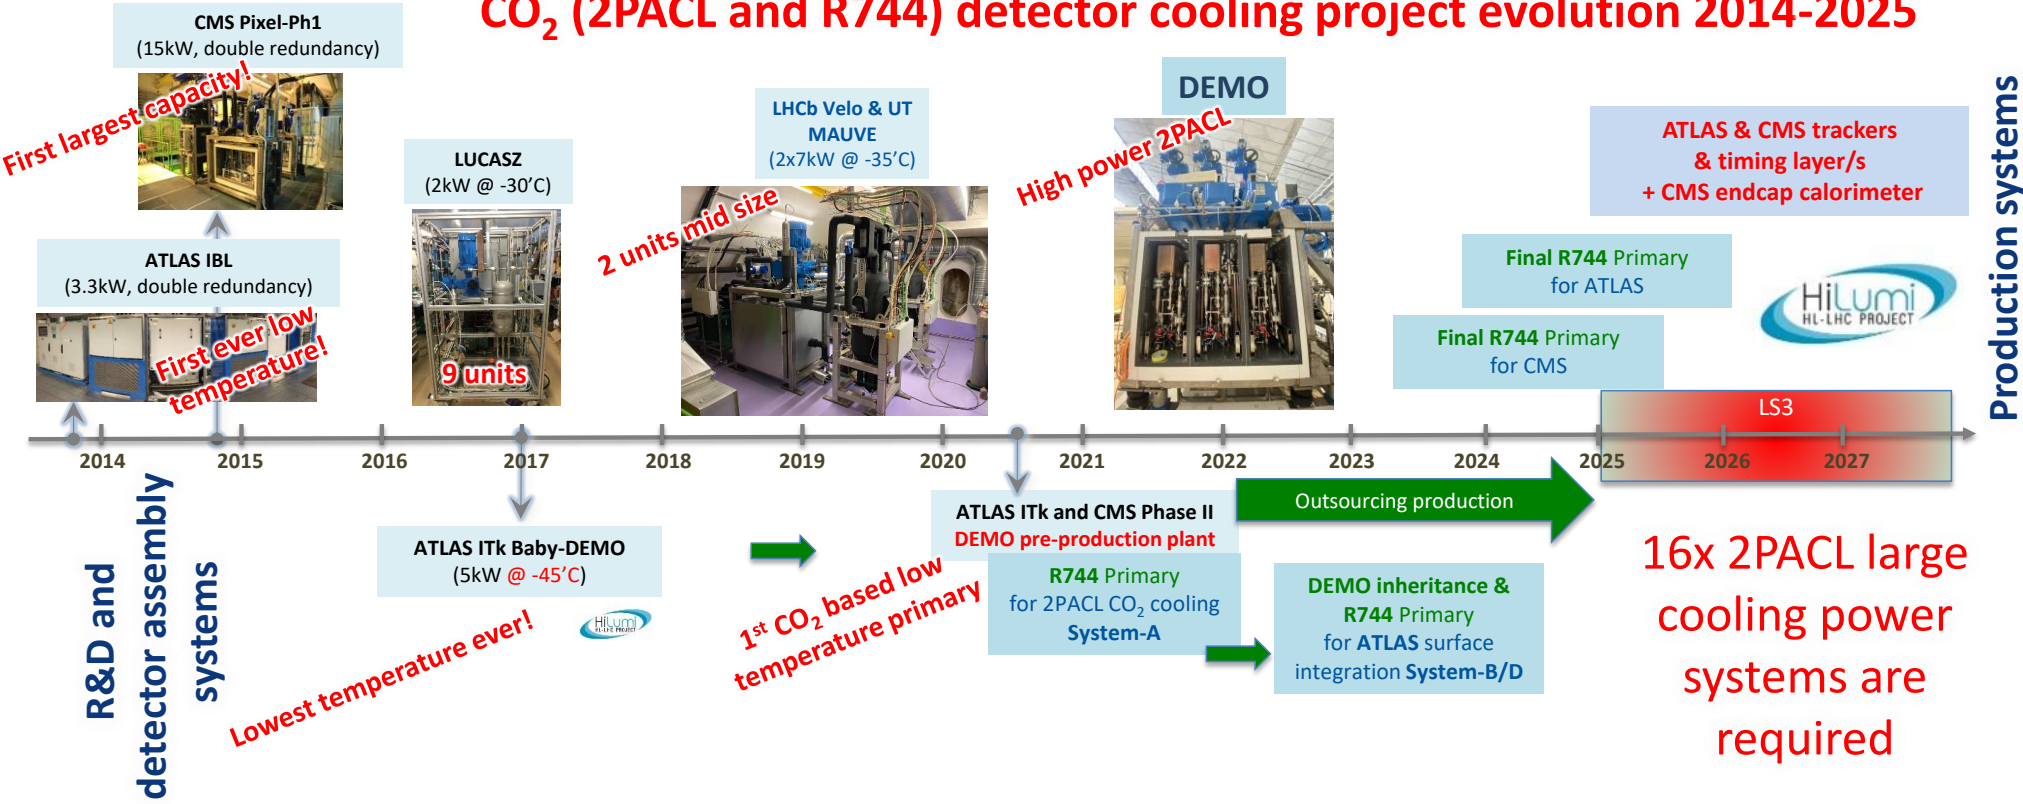 CO₂ (2PACL and R744) detector cooling project evolution 2014-2025
CMS Pixel-Ph1
(15kW, double redundancy)
First largest capacity!
ATLAS IBL
(3.3kW, double redundancy)
First ever low
temperature!
LUCASZ
(2kW @ -30’C)
9 units
LHCb Velo & UT
MAUVE
(2x7kW @ -35’C)
2 units mid size
DEMO
High power 2PACL
ATLAS & CMS trackers
& timing layer/s
+ CMS endcap calorimeter
Final R744 Primary
for ATLAS
Final R744 Primary
for CMS
HiLumi
HL-LHC PROJECT
Production systems
LS3
2014
2015
2016
2017
2018
2019
2020
2021
2022
2023
2024
2025
2026
2027
R&D and
detector assembly
systems
ATLAS ITk Baby-DEMO
(5kW @ -45’C)
Lowest temperature ever!
HiLumi
HL-LHC PROJECT
1st CO₂ based low
temperature primary
ATLAS ITk and CMS Phase II
DEMO pre-production plant
R744 Primary
for 2PACL CO₂ cooling
System-A
Outsourcing production
DEMO inheritance &
R744 Primary
for ATLAS surface
integration System-B/D
16x 2PACL large
cooling power
systems are
required